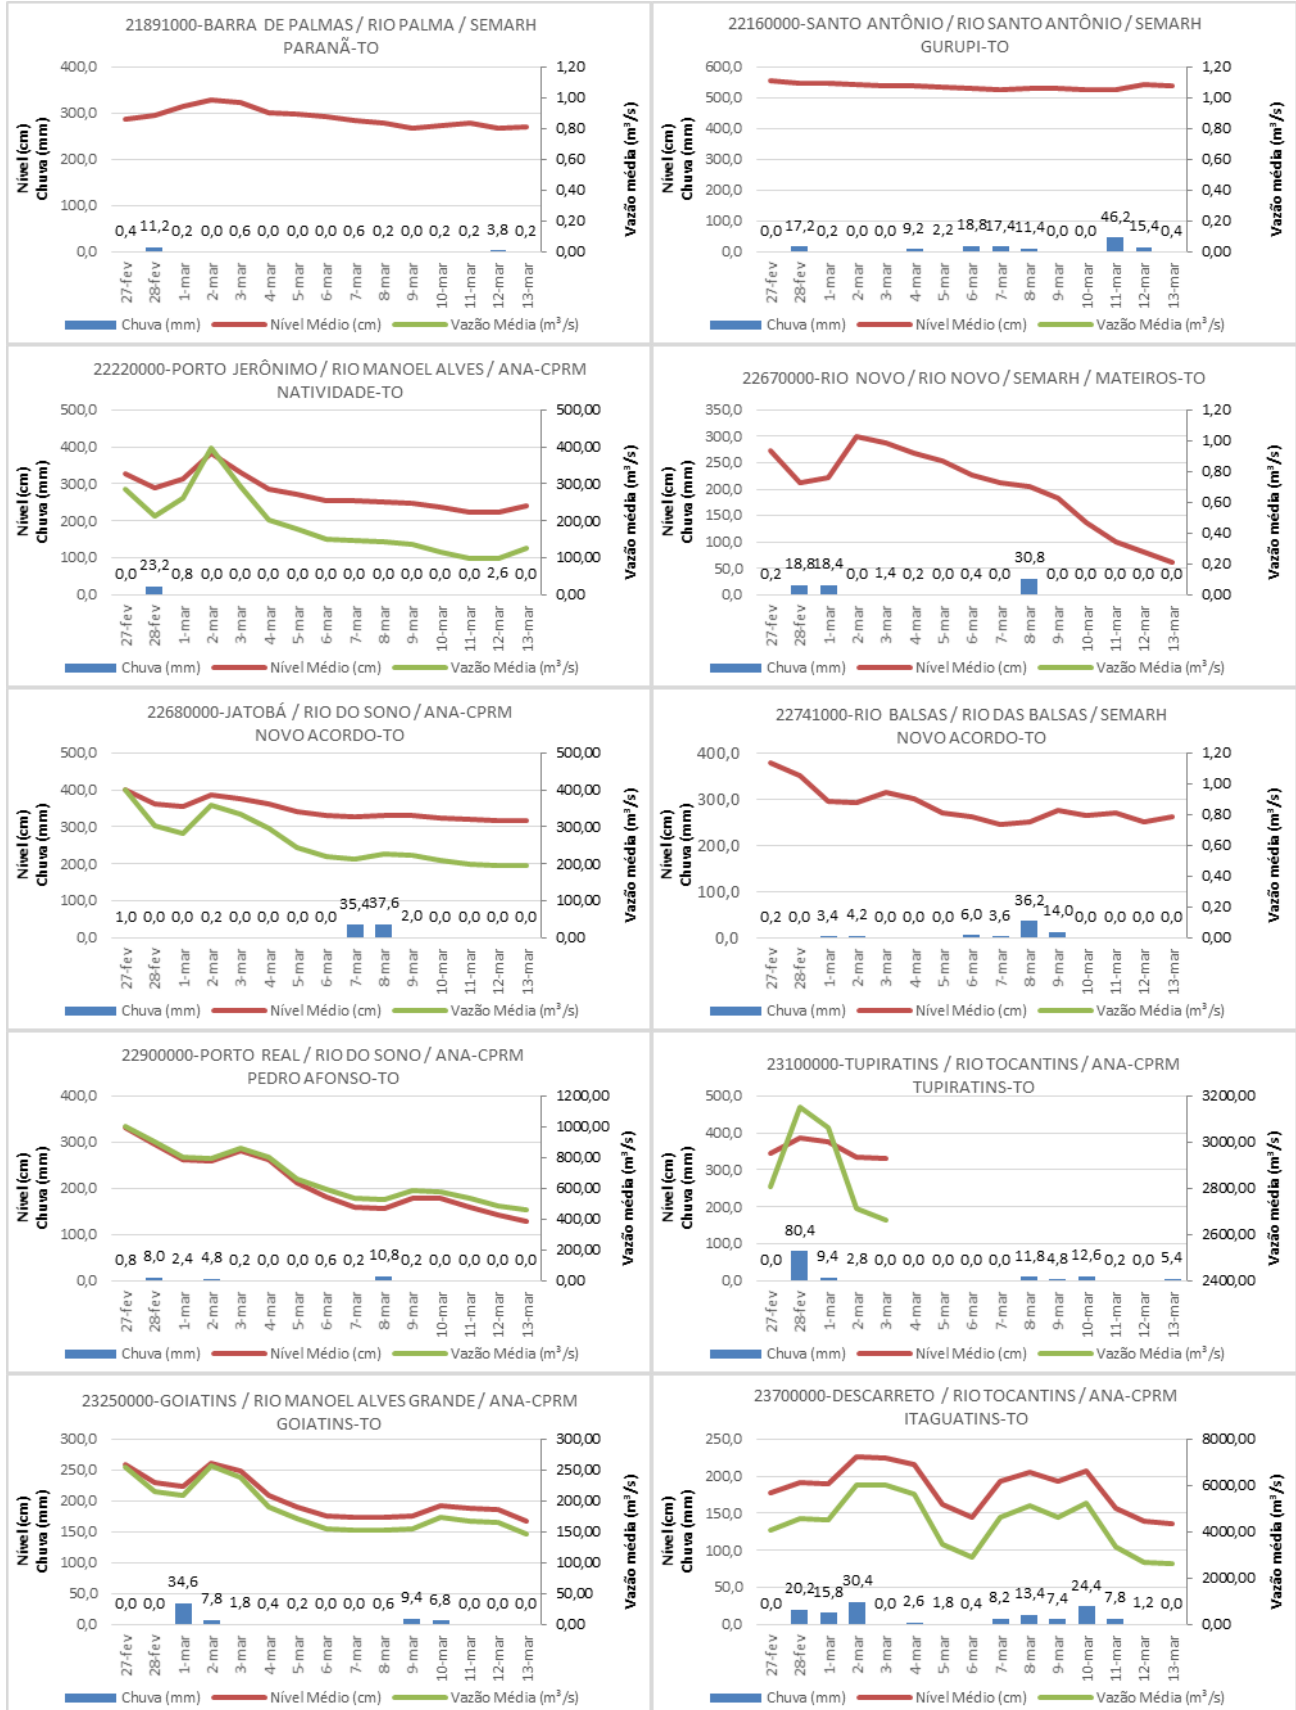 21891000-BARRA DE PALMAS / RIO PALMA / SEMARH
PARANÃ-TO
400,0
300,0
200,0
100,0
0,0
Nível (cm)
Chuva (mm)
1,20
1,00
0,80
0,60
0,40
0,20
0,00
Vazão média (m³/s)
0,4 11,2 0,2 0,0 0,6 0,0 0,0 0,0 0,6 0,2 0,0 0,2 0,2 3,8 0,2
27-fev 28-fev 1-mar 2-mar 3-mar 4-mar 5-mar 6-mar 7-mar 8-mar 9-mar 10-mar 11-mar 12-mar 13-mar
Chuva (mm) Nível Médio (cm) Vazão Média (m³/s)
22160000-SANTO ANTÔNIO / RIO SANTO ANTÔNIO / SEMARH
GURUPI-TO
600,0
500,0
400,0
300,0
200,0
100,0
0,0
Nível (cm)
Chuva (mm)
1,20
1,00
0,80
0,60
0,40
0,20
0,00
Vazão média (m³/s)
0,0 17,2 0,2 0,0 0,0 9,2 2,2 18,8 17,4 11,4 0,0 0,0 46,2 15,4 0,4
27-fev 28-fev 1-mar 2-mar 3-mar 4-mar 5-mar 6-mar 7-mar 8-mar 9-mar 10-mar 11-mar 12-mar 13-mar
Chuva (mm) Nível Médio (cm) Vazão Média (m³/s)
22220000-PORTO JERÔNIMO / RIO MANOEL ALVES / ANA-CPRM
NATIVIDADE-TO
500,0
400,0
300,0
200,0
100,0
0,0
Nível (cm)
Chuva (mm)
500,00
400,00
300,00
200,00
100,00
0,00
Vazão média (m³/s)
0,0 23,2 0,8 0,0 0,0 0,0 0,0 0,0 0,0 0,0 0,0 0,0 0,0 2,6 0,0
27-fev 28-fev 1-mar 2-mar 3-mar 4-mar 5-mar 6-mar 7-mar 8-mar 9-mar 10-mar 11-mar 12-mar 13-mar
Chuva (mm) Nível Médio (cm) Vazão Média (m³/s)
22670000-RIO NOVO / RIO NOVO / SEMARH / MATEIROS-TO
350,0
300,0
250,0
200,0
150,0
100,0
50,0
0,0
Nível (cm)
Chuva (mm)
1,20
1,00
0,80
0,60
0,40
0,20
0,00
Vazão média (m³/s)
0,2 18,8 18,4 0,0 1,4 0,2 0,0 0,4 0,0 30,8 0,0 0,0 0,0 0,0 0,0
27-fev 28-fev 1-mar 2-mar 3-mar 4-mar 5-mar 6-mar 7-mar 8-mar 9-mar 10-mar 11-mar 12-mar 13-mar
Chuva (mm) Nível Médio (cm) Vazão Média (m³/s)
22680000-JATOBÁ / RIO DO SONO / ANA-CPRM
NOVO ACORDO-TO
500,0
400,0
300,0
200,0
100,0
0,0
Nível (cm)
Chuva (mm)
500,00
400,00
300,00
200,00
100,00
0,00
Vazão média (m³/s)
1,0 0,0 0,0 0,2 0,0 0,0 0,0 0,0 35,4 37,6 2,0 0,0 0,0 0,0 0,0
27-fev 28-fev 1-mar 2-mar 3-mar 4-mar 5-mar 6-mar 7-mar 8-mar 9-mar 10-mar 11-mar 12-mar 13-mar
Chuva (mm) Nível Médio (cm) Vazão Média (m³/s)
22741000-RIO BALSAS / RIO DAS BALSAS / SEMARH
NOVO ACORDO-TO
400,0
300,0
200,0
100,0
0,0
Nível (cm)
Chuva (mm)
1,20
1,00
0,80
0,60
0,40
0,20
0,00
Vazão média (m³/s)
0,2 0,0 3,4 4,2 0,0 0,0 0,0 6,0 3,6 36,2 14,0 0,0 0,0 0,0 0,0
27-fev 28-fev 1-mar 2-mar 3-mar 4-mar 5-mar 6-mar 7-mar 8-mar 9-mar 10-mar 11-mar 12-mar 13-mar
Chuva (mm) Nível Médio (cm) Vazão Média (m³/s)
22900000-PORTO REAL / RIO DO SONO / ANA-CPRM
PEDRO AFONSO-TO
400,0
300,0
200,0
100,0
0,0
Nível (cm)
Chuva (mm)
1200,00
1000,00
800,00
600,00
400,00
200,00
0,00
Vazão média (m³/s)
0,8 8,0 2,4 4,8 0,2 0,0 0,0 0,6 0,2 10,8 0,2 0,0 0,0 0,0 0,0
27-fev 28-fev 1-mar 2-mar 3-mar 4-mar 5-mar 6-mar 7-mar 8-mar 9-mar 10-mar 11-mar 12-mar 13-mar
Chuva (mm) Nível Médio (cm) Vazão Média (m³/s)
23100000-TUPIRATINS / RIO TOCANTINS / ANA-CPRM
TUPIRATINS-TO
500,0
400,0
300,0
200,0
100,0
0,0
Nível (cm)
Chuva (mm)
3200,00
3000,00
2800,00
2600,00
2400,00
Vazão média (m³/s)
0,0 80,4 9,4 2,8 0,0 0,0 0,0 0,0 0,0 11,8 4,8 12,6 0,2 0,0 5,4
27-fev 28-fev 1-mar 2-mar 3-mar 4-mar 5-mar 6-mar 7-mar 8-mar 9-mar 10-mar 11-mar 12-mar 13-mar
Chuva (mm) Nível Médio (cm) Vazão Média (m³/s)
23250000-GOIATINS / RIO MANOEL ALVES GRANDE / ANA-CPRM
GOIATINS-TO
300,0
250,0
200,0
150,0
100,0
50,0
0,0
Nível (cm)
Chuva (mm)
300,00
250,00
200,00
150,00
100,00
50,00
0,00
Vazão média (m³/s)
0,0 0,0 34,6 7,8 1,8 0,4 0,2 0,0 0,0 0,6 9,4 6,8 0,0 0,0 0,0
27-fev 28-fev 1-mar 2-mar 3-mar 4-mar 5-mar 6-mar 7-mar 8-mar 9-mar 10-mar 11-mar 12-mar 13-mar
Chuva (mm) Nível Médio (cm) Vazão Média (m³/s)
23700000-DESCARRETO / RIO TOCANTINS / ANA-CPRM
ITAGUATINS-TO
250,0
200,0
150,0
100,0
50,0
0,0
Nível (cm)
Chuva (mm)
8000,00
6000,00
4000,00
2000,00
0,00
Vazão média (m³/s)
0,0 20,2 15,8 30,4 0,0 2,6 1,8 0,4 8,2 13,4 7,4 24,4 7,8 1,2 0,0
27-fev 28-fev 1-mar 2-mar 3-mar 4-mar 5-mar 6-mar 7-mar 8-mar 9-mar 10-mar 11-mar 12-mar 13-mar
Chuva (mm) Nível Médio (cm) Vazão Média (m³/s)